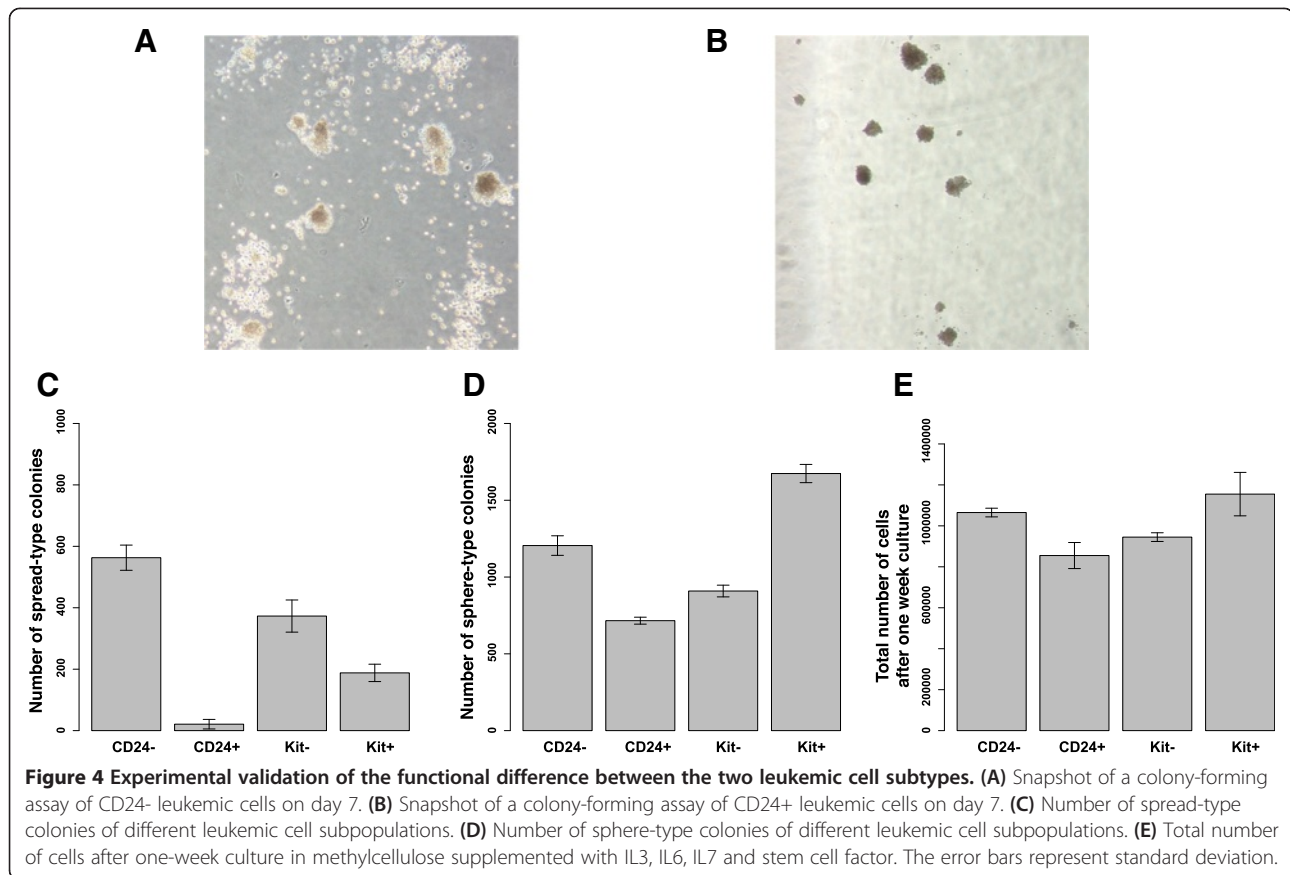 A
B
C
D
E
Number of spread-type colonies
0
200
400
600
800
1000
CD24-
CD24+
Kit-
Kit+
Number of sphere-type colonies
0
500
1000
1500
2000
CD24-
CD24+
Kit-
Kit+
Total number of cells
after one week culture
0
200000
600000
1000000
1400000
CD24-
CD24+
Kit-
Kit+
Figure 4 Experimental validation of the functional difference between the two leukemic cell subtypes. (A) Snapshot of a colony-forming
assay of CD24- leukemic cells on day 7. (B) Snapshot of a colony-forming assay of CD24+ leukemic cells on day 7. (C) Number of spread-type
colonies of different leukemic cell subpopulations. (D) Number of sphere-type colonies of different leukemic cell subpopulations. (E) Total number
of cells after one-week culture in methylcellulose supplemented with IL3, IL6, IL7 and stem cell factor. The error bars represent standard deviation.